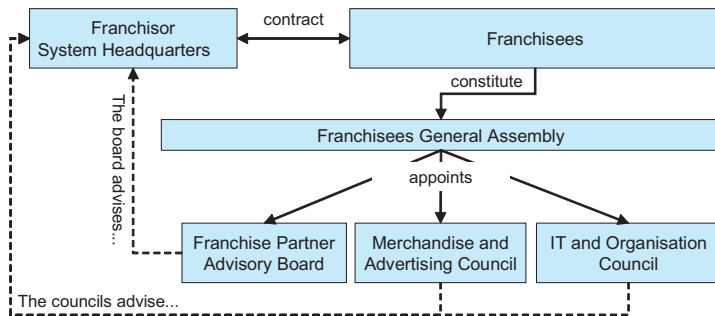 Franchisor
System Headquarters
contract
Franchisees
constitute
The board advises...
Franchisees General Assembly
appoints
Franchise Partner
Advisory Board
Merchandise and
Advertising Council
IT and Organisation
Council
The councils advise...